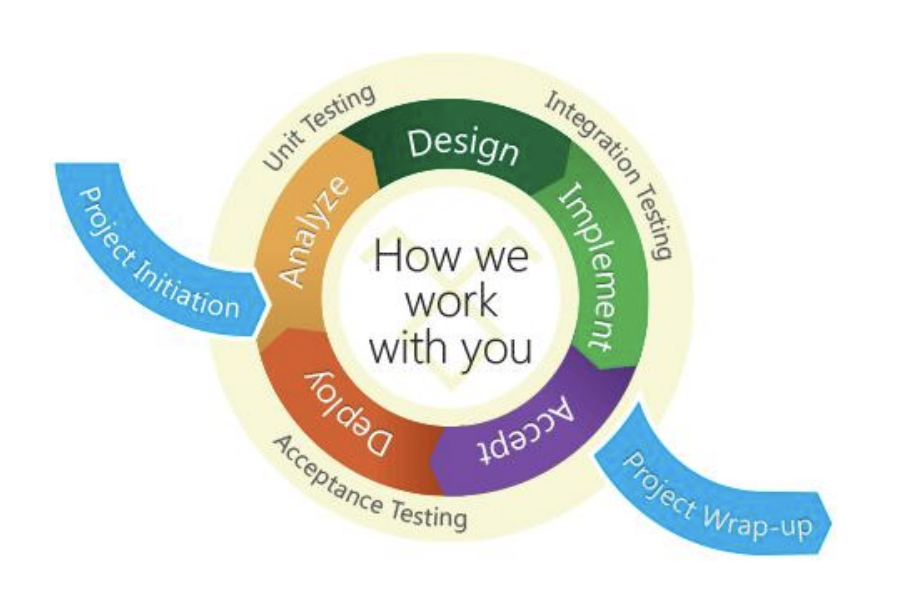 Project Initiation
Unit Testing
Integration Testing
Analyze
Design
Implement
Accept
Deploy
How we
work
with you
Acceptance Testing
Project Wrap-up